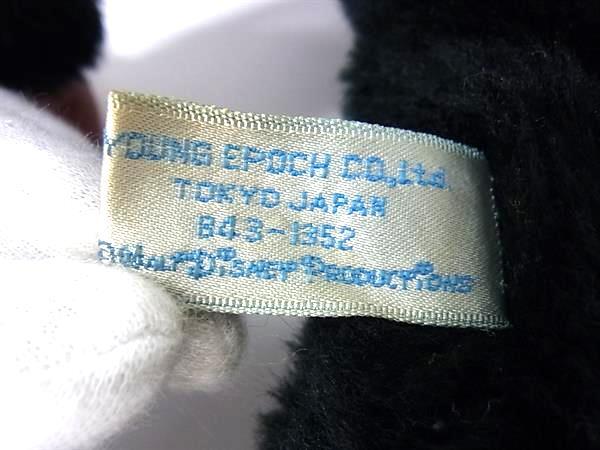 YOUNG EPOCH CO,.Ltd.
TOKYO JAPAN
843-1352
WALT DISNEY PRODUCTIONS